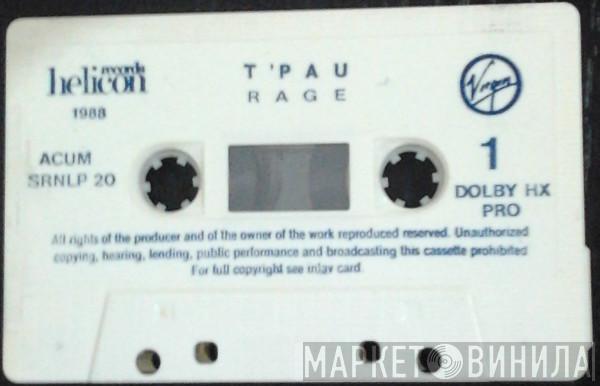 records
helicon
1988
T'PAU
RAGE
Virgin
ACUM
SRNLP 20
1
DOLBY HX
PRO
All rights of the producer and of the owner of the work reproduced reserved. Unauthorized
copying, hearing, lending, public performance and broadcasting this cassette prohibited
For full copyright see inlay card.
МАРКЕТ ВИНИЛА